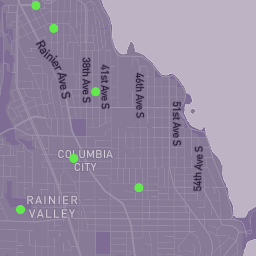 Rainier Ave S
38th Ave S
41st Ave S
46th Ave S
51st Ave S
54th Ave S
COLUMBIA
CITY
RAINIER
VALLEY